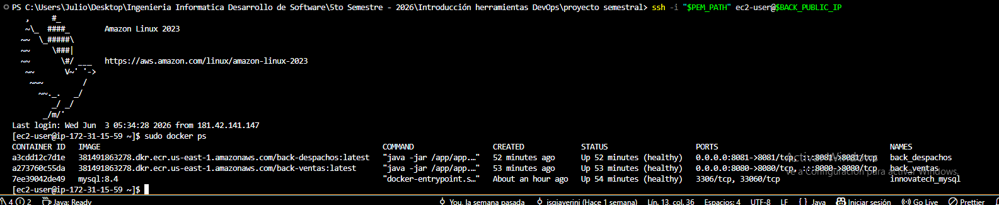 PS C:\Users\Julio\Desktop\Ingenieria Informatica Desarrollo de Software\5to Semestre - 2026\Introducción herramientas DevOps\proyecto semestral> ssh -i "$PEM_PATH" ec2-user@$BACK_PUBLIC_IP
   ,     #_
   ~\_  ####_        Amazon Linux 2023
  ~~  \_#####\
  ~~     \###|
  ~~       \#/ ___   https://aws.amazon.com/linux/amazon-linux-2023
   ~~       V~' '->
    ~~~         /
      ~~._.   _/
         _/ _/
       _/m/'
Last login: Wed Jun  3 05:34:28 2026 from 181.42.141.147
[ec2-user@ip-172-31-15-59 ~]$ sudo docker ps
CONTAINER ID   IMAGE   COMMAND   CREATED   STATUS   PORTS   NAMES
a3cdd12c7d1e   381491863278.dkr.ecr.us-east-1.amazonaws.com/back-despachos:latest   "java -jar /app/app.…"   52 minutes ago   Up 52 minutes (healthy)   0.0.0.0:8081->8081/tcp, :::8081->8081/tcp   back_despachos
a273760c55da   381491863278.dkr.ecr.us-east-1.amazonaws.com/back-ventas:latest   "java -jar /app/app.…"   53 minutes ago   Up 53 minutes (healthy)   0.0.0.0:8080->8080/tcp, :::8080->8080/tcp   back_ventas
7ee39042de49   mysql:8.4   "docker-entrypoint.s…"   About an hour ago   Up 54 minutes (healthy)   3306/tcp, 33060/tcp   innovatech_mysql
[ec2-user@ip-172-31-15-59 ~]$
Activar Windows
Ve a Configuración para activar Windows.
4 2 Java: Ready You, la semana pasada isgiaverini (Hace 1 semana) Lín. 13, col. 36 Espacios: 4 UTF-8 LF { } Java Iniciar sesión Go Live Prettier